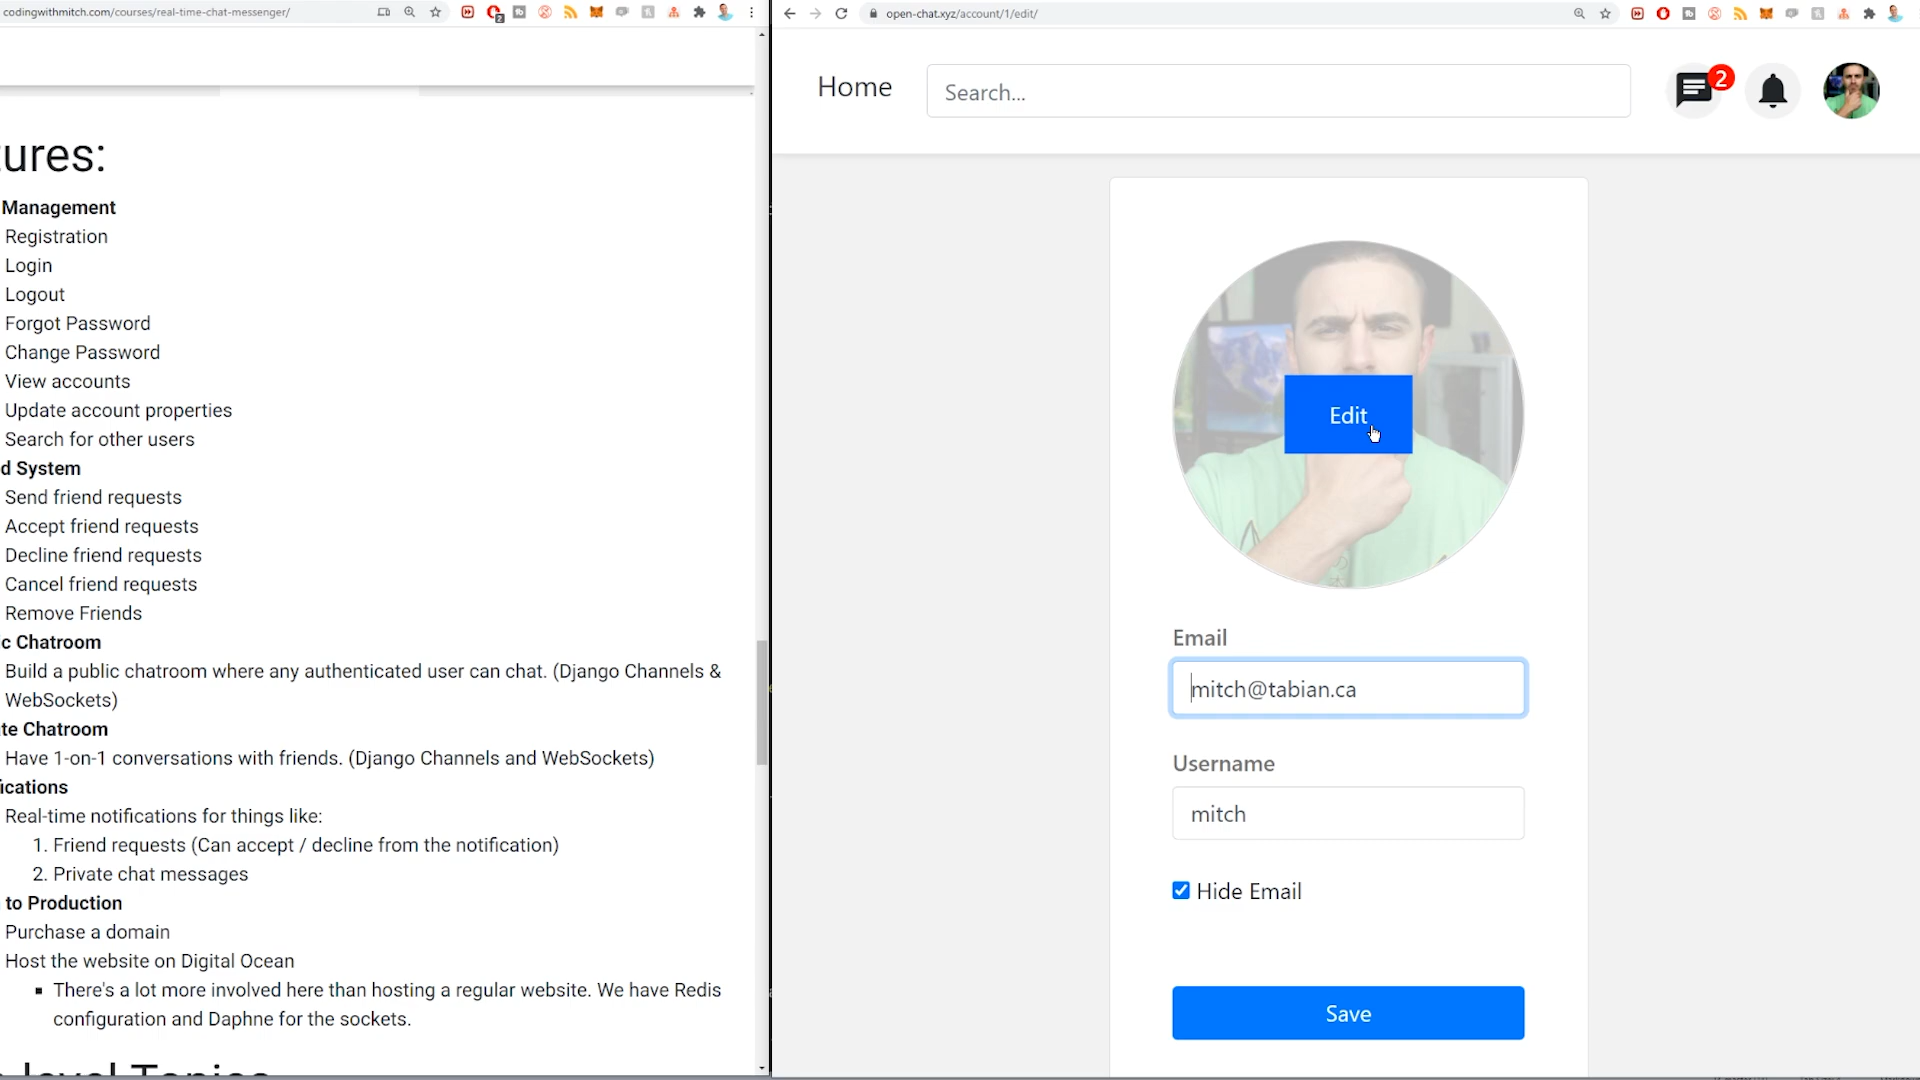 codingwithmitch.com/courses/real-time-chat-messenger/
ures:
Management
Registration
Login
Logout
Forgot Password
Change Password
View accounts
Update account properties
Search for other users
d System
Send friend requests
Accept friend requests
Decline friend requests
Cancel friend requests
Remove Friends
ic Chatroom
Build a public chatroom where any authenticated user can chat. (Django Channels &
WebSockets)
te Chatroom
Have 1-on-1 conversations with friends. (Django Channels and WebSockets)
ications
Real-time notifications for things like:
1. Friend requests (Can accept / decline from the notification)
2. Private chat messages
to Production
Purchase a domain
Host the website on Digital Ocean
▪ There's a lot more involved here than hosting a regular website. We have Redis
configuration and Daphne for the sockets.
level Topics
open-chat.xyz/account/1/edit/
Home
Search...
2
Edit
Email
mitch@tabian.ca
Username
mitch
Hide Email
Save